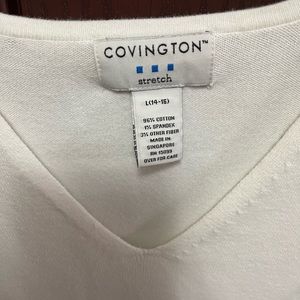 COVINGTON™
stretch
L(14-16)
96% COTTON
1% SPANDEX
3% OTHER FIBER
MADE IN
SINGAPORE
RN 15099
OVER FOR CARE